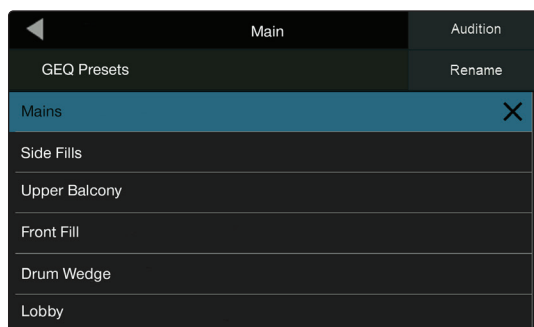 Main
Audition
GEQ Presets
Rename
Mains
Side Fills
Upper Balcony
Front Fill
Drum Wedge
Lobby